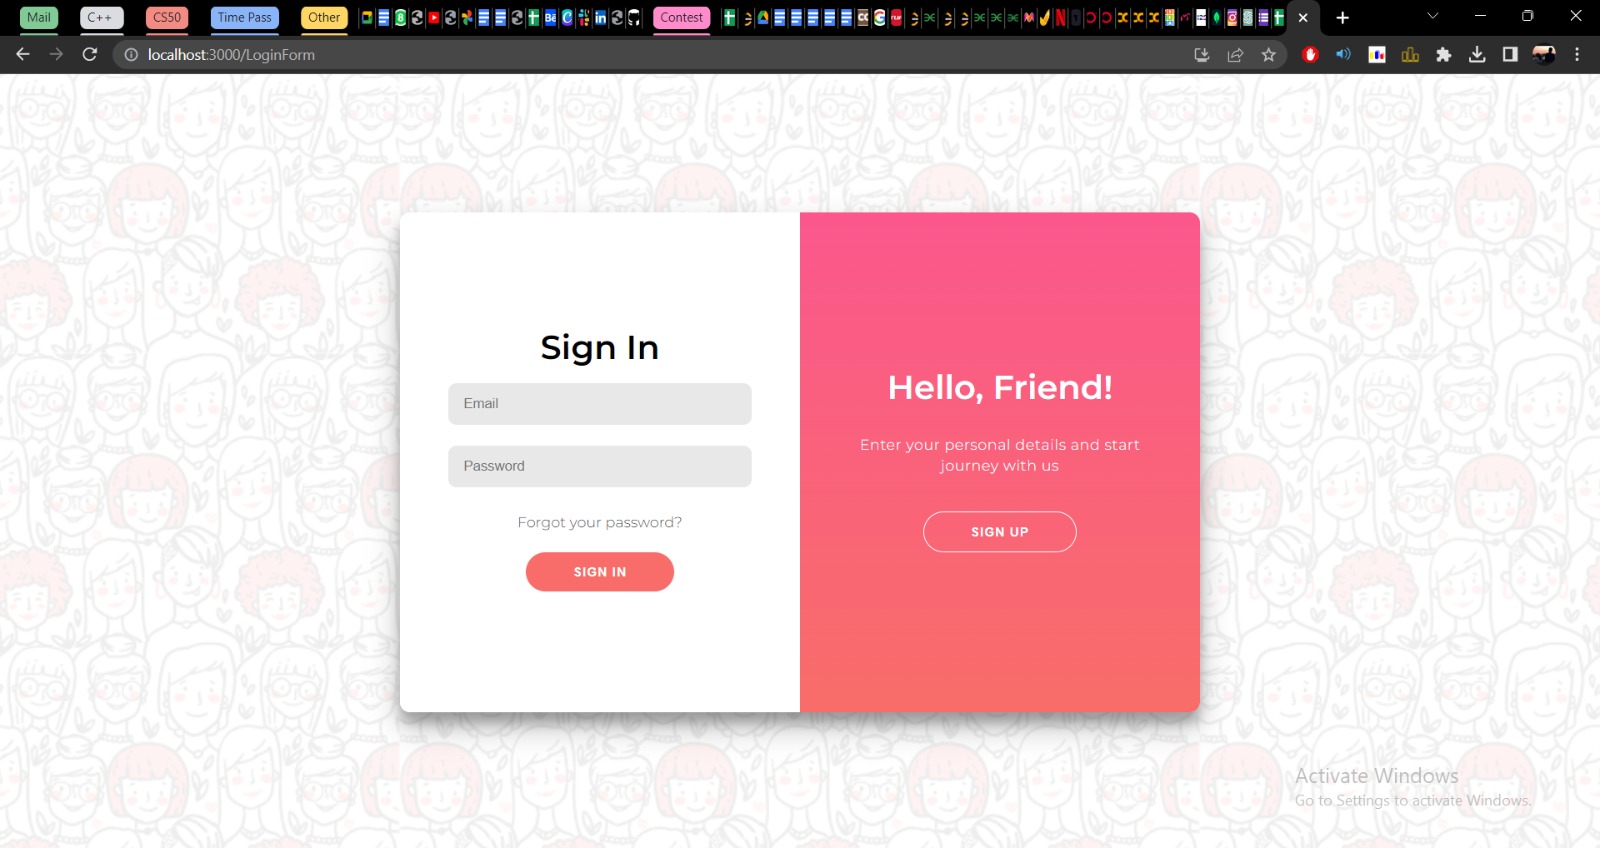 Mail
C++
CS50
Time Pass
Other
Contest
localhost:3000/LoginForm
Sign In
Email
Password
Forgot your password?
SIGN IN
Hello, Friend!
Enter your personal details and start
journey with us
SIGN UP
Activate Windows
Go to Settings to activate Windows.